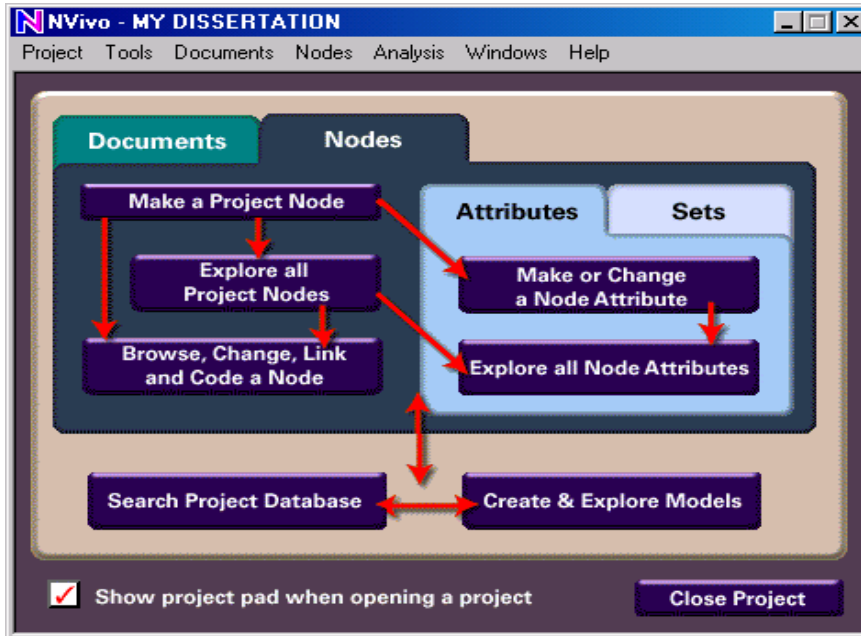 NVivo - MY DISSERTATION
Project Tools Documents Nodes Analysis Windows Help
Documents Nodes
Make a Project Node
Attributes Sets
Explore all
Project Nodes
Make or Change
a Node Attribute
Browse, Change, Link
and Code a Node
Explore all Node Attributes
Search Project Database
Create & Explore Models
Show project pad when opening a project
Close Project